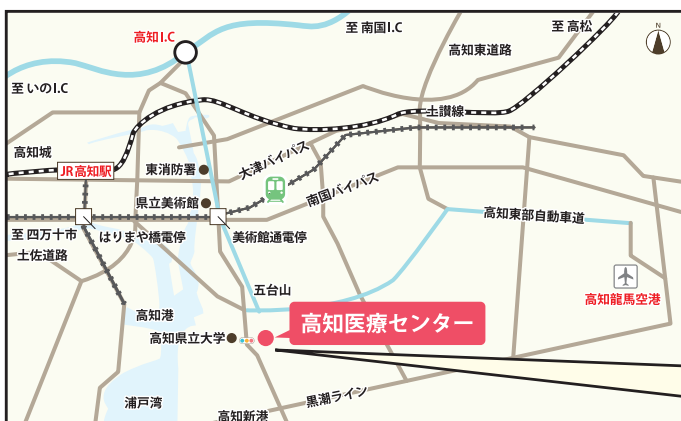 高知I.C
至 南国I.C
至 高松
N
高知東道路
至 いのI.C
土讃線
高知城
JR高知駅
東消防署
大津バイパス
県立美術館
南国バイパス
至 四万十市
はりまや橋電停
美術館通電停
高知東部自動車道
土佐道路
五台山
高知龍馬空港
高知港
高知医療センター
高知県立大学
浦戸湾
黒潮ライン
高知新港